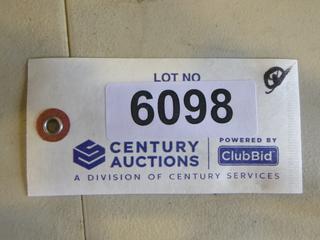 LOT NO
6098
CENTURY
AUCTIONS
POWERED BY
ClubBid
A DIVISION OF CENTURY SERVICES